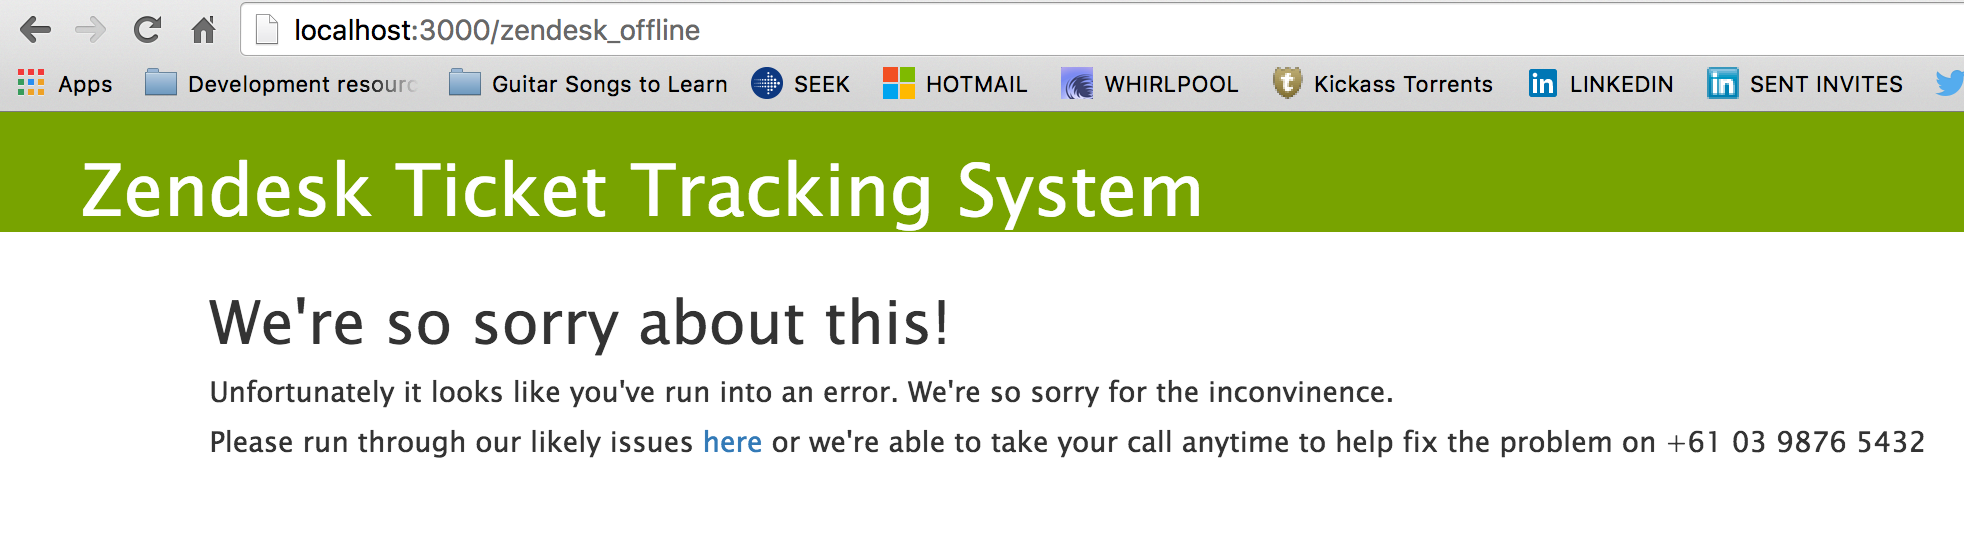 localhost:3000/zendesk_offline
Apps Development resourc Guitar Songs to Learn SEEK HOTMAIL WHIRLPOOL Kickass Torrents LINKEDIN SENT INVITES
Zendesk Ticket Tracking System
We're so sorry about this!
Unfortunately it looks like you've run into an error. We're so sorry for the inconvinence.
Please run through our likely issues here or we're able to take your call anytime to help fix the problem on +61 03 9876 5432